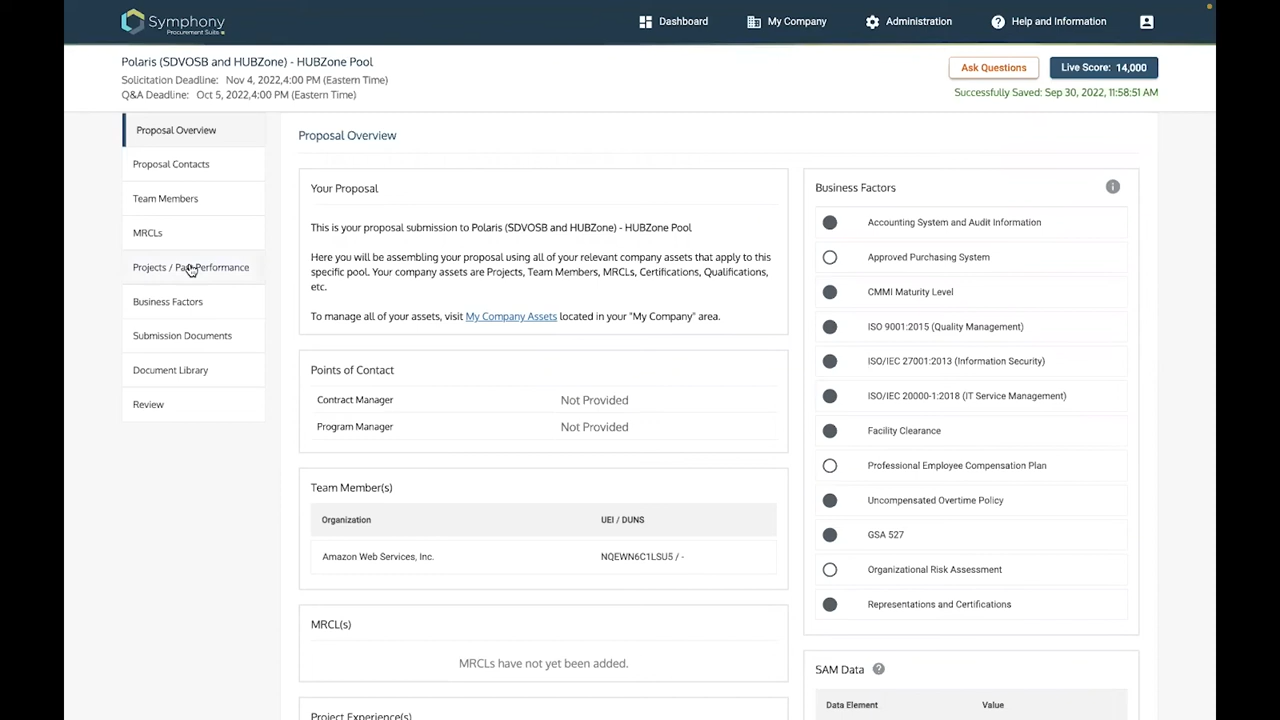 Symphony
Procurement Suite
Dashboard
My Company
Administration
Help and Information
Polaris (SDVOSB and HUBZone) - HUBZone Pool
Solicitation Deadline: Nov 4, 2022,4:00 PM (Eastern Time)
Q&A Deadline: Oct 5, 2022,4:00 PM (Eastern Time)
Ask Questions
Live Score: 14,000
Successfully Saved: Sep 30, 2022, 11:58:51 AM
Proposal Overview
Proposal Contacts
Team Members
MRCLs
Projects / Past Performance
Business Factors
Submission Documents
Document Library
Review
Proposal Overview
Your Proposal
This is your proposal submission to Polaris (SDVOSB and HUBZone) - HUBZone Pool
Here you will be assembling your proposal using all of your relevant company assets that apply to this
specific pool. Your company assets are Projects, Team Members, MRCLs, Certifications, Qualifications,
etc.
To manage all of your assets, visit My Company Assets located in your "My Company" area.
Points of Contact
Contract Manager Not Provided
Program Manager Not Provided
Team Member(s)
Organization UEI / DUNS
Amazon Web Services, Inc. NQEWN6C1LSU5 / -
MRCL(s)
MRCLs have not yet been added.
Project Experience(s)
Business Factors
Accounting System and Audit Information
Approved Purchasing System
CMMI Maturity Level
ISO 9001:2015 (Quality Management)
ISO/IEC 27001:2013 (Information Security)
ISO/IEC 20000-1:2018 (IT Service Management)
Facility Clearance
Professional Employee Compensation Plan
Uncompensated Overtime Policy
GSA 527
Organizational Risk Assessment
Representations and Certifications
SAM Data
Data Element Value